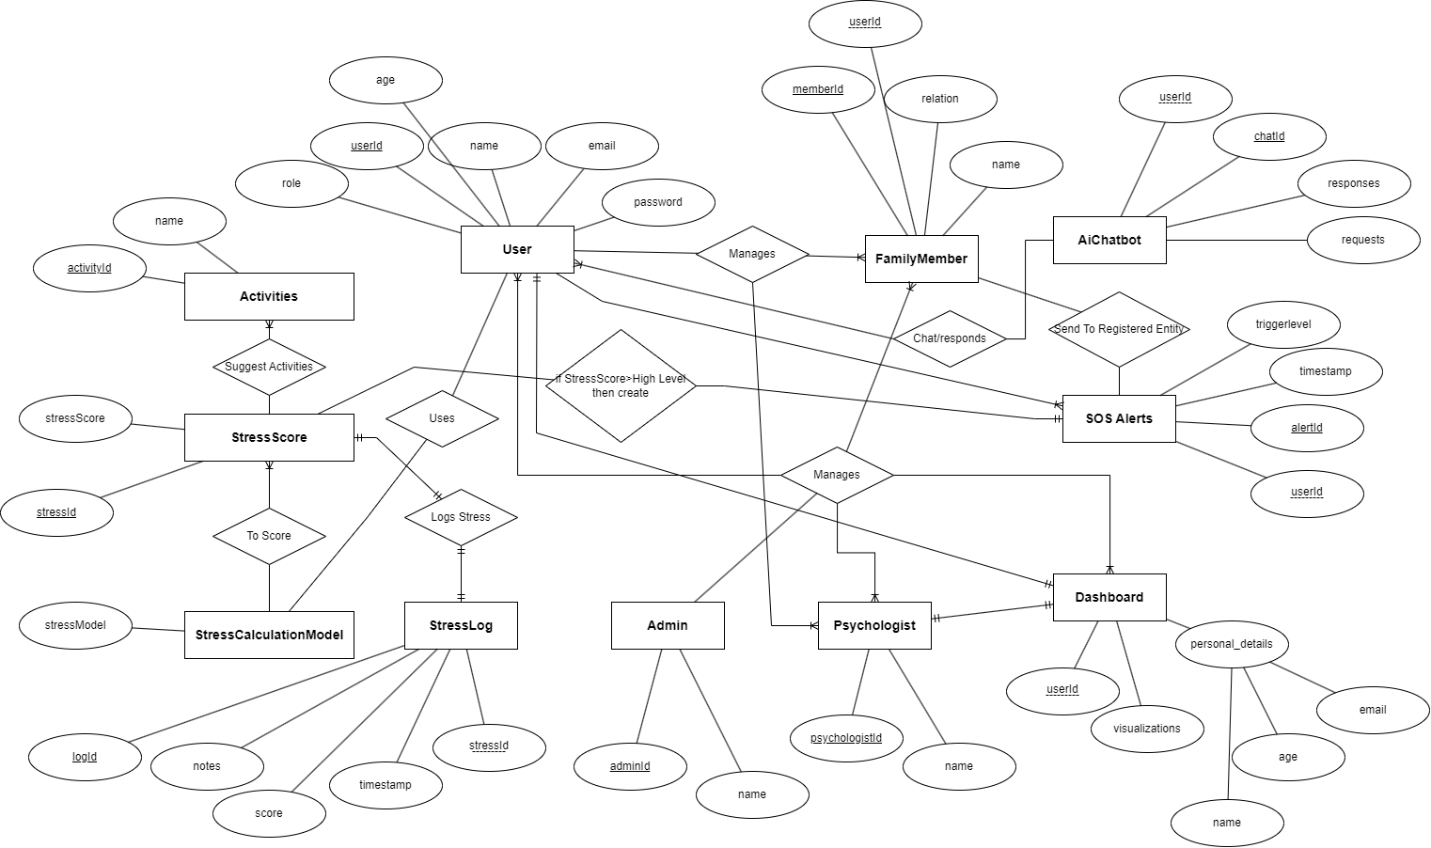 userId
age
memberId
relation
userId
chatId
userId
name
email
name
role
responses
password
name
requests
activityId
User
Manages
FamilyMember
AiChatbot
Activities
Chat/responds
Send To Registered Entity
triggerlevel
Suggest Activities
if StressScore>High Level
then create
timestamp
stressScore
Uses
SOS Alerts
alertId
StressScore
Manages
userId
stressId
Logs Stress
To Score
stressModel
StressCalculationModel
StressLog
Admin
Psychologist
Dashboard
personal_details
userId
email
visualizations
logId
notes
stressId
timestamp
score
adminId
name
psychologistId
name
age
name